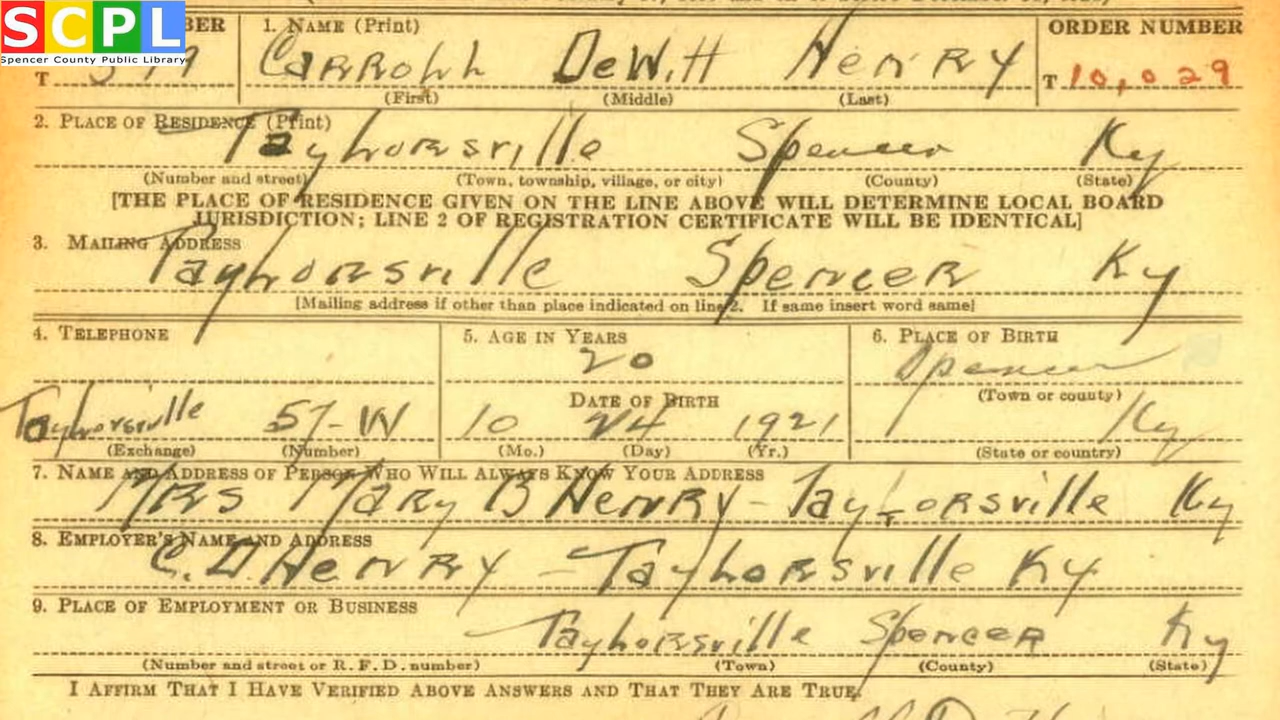 SCPL
Spencer County Public Library
BER 1. NAME (Print) ORDER NUMBER
T CARROLL DeWitt HENRY T 10,029
(First) (Middle) (Last)
2. PLACE OF RESIDENCE (Print)
Taylorsville Spencer Ky
(Number and street) (Town, township, village, or city) (County) (State)
[THE PLACE OF RESIDENCE GIVEN ON THE LINE ABOVE WILL DETERMINE LOCAL BOARD
JURISDICTION; LINE 2 OF REGISTRATION CERTIFICATE WILL BE IDENTICAL]
3. MAILING ADDRESS
Taylorsville Spencer Ky
[Mailing address if other than place indicated on line 2. If same insert word same]
4. TELEPHONE 5. AGE IN YEARS 6. PLACE OF BIRTH
20 Spencer
DATE OF BIRTH (Town or county)
Taylorsville 57-W 10 24 1921 Ky
(Exchange) (Number) (Mo.) (Day) (Yr.) (State or country)
7. NAME AND ADDRESS OF PERSON WHO WILL ALWAYS KNOW YOUR ADDRESS
MRS MARY B HENRY - Taylorsville Ky
8. EMPLOYER'S NAME AND ADDRESS
C. D. HENRY - Taylorsville Ky
9. PLACE OF EMPLOYMENT OR BUSINESS
Taylorsville Spencer Ky
(Number and street or R. F. D. number) (Town) (County) (State)
I AFFIRM THAT I HAVE VERIFIED ABOVE ANSWERS AND THAT THEY ARE TRUE.